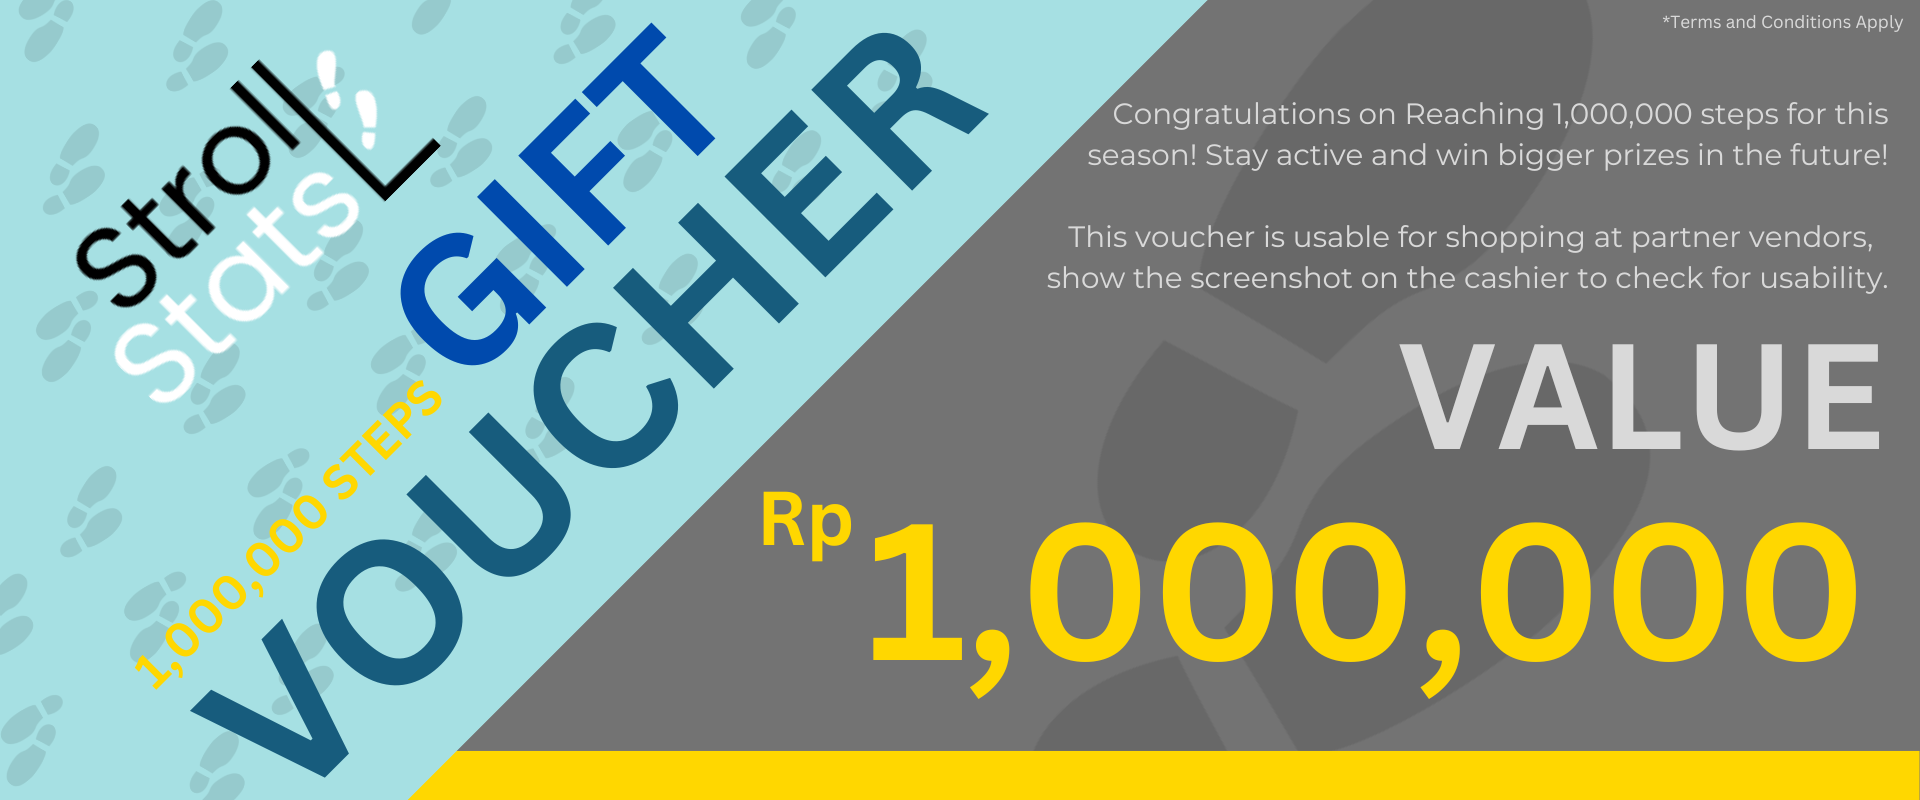 Stroll
Stats
GIFT
VOUCHER
1,000,000 STEPS
*Terms and Conditions Apply
Congratulations on Reaching 1,000,000 steps for this
season! Stay active and win bigger prizes in the future!
This voucher is usable for shopping at partner vendors,
show the screenshot on the cashier to check for usability.
VALUE
Rp 1,000,000